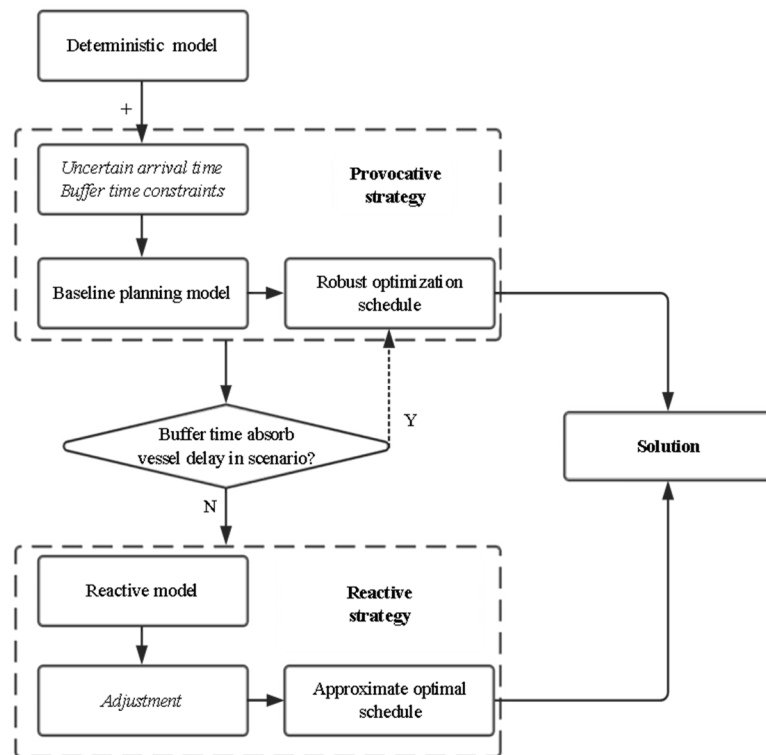 Deterministic model
+
Uncertain arrival time
Buffer time constraints
Provocative
strategy
Baseline planning model
Robust optimization
schedule
Buffer time absorb
vessel delay in scenario?
Y
N
Solution
Reactive model
Reactive
strategy
Adjustment
Approximate optimal
schedule